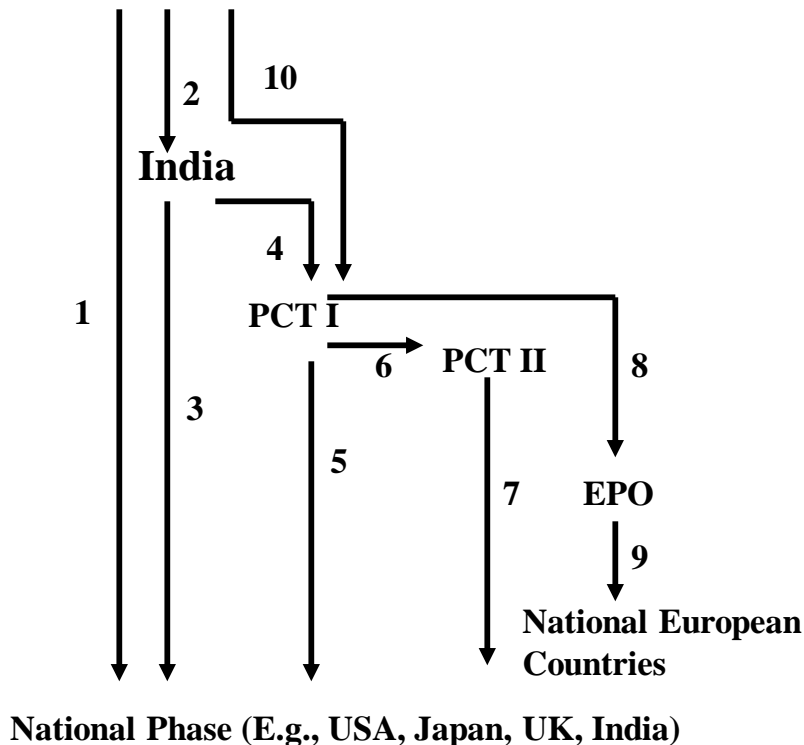 2
10
India
4
1
PCT I
6
PCT II
8
3
5
7
EPO
9
National European
Countries
National Phase (E.g., USA, Japan, UK, India)